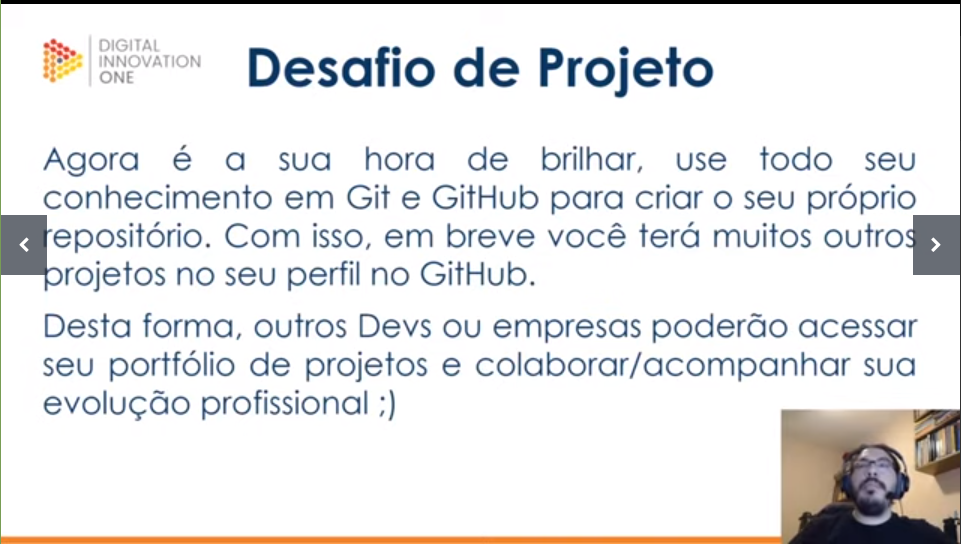 DIGITAL
INNOVATION
ONE
Desafio de Projeto
Agora é a sua hora de brilhar, use todo seu
conhecimento em Git e GitHub para criar o seu próprio
repositório. Com isso, em breve você terá muitos outros
projetos no seu perfil no GitHub.
Desta forma, outros Devs ou empresas poderão acessar
seu portfólio de projetos e colaborar/acompanhar sua
evolução profissional ;)